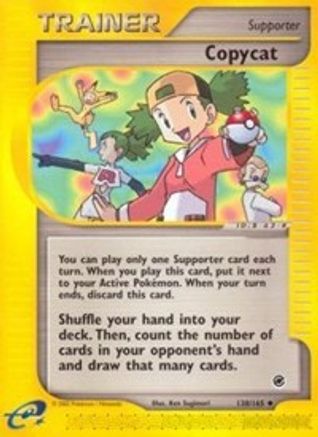 TRAINER
Supporter
Copycat
You can play only one Supporter card each
turn. When you play this card, put it next
to your Active Pokémon. When your turn
ends, discard this card.
Shuffle your hand into your
deck. Then, count the number of
cards in your opponent's hand
and draw that many cards.
Illus. Ken Sugimori
138/165
e